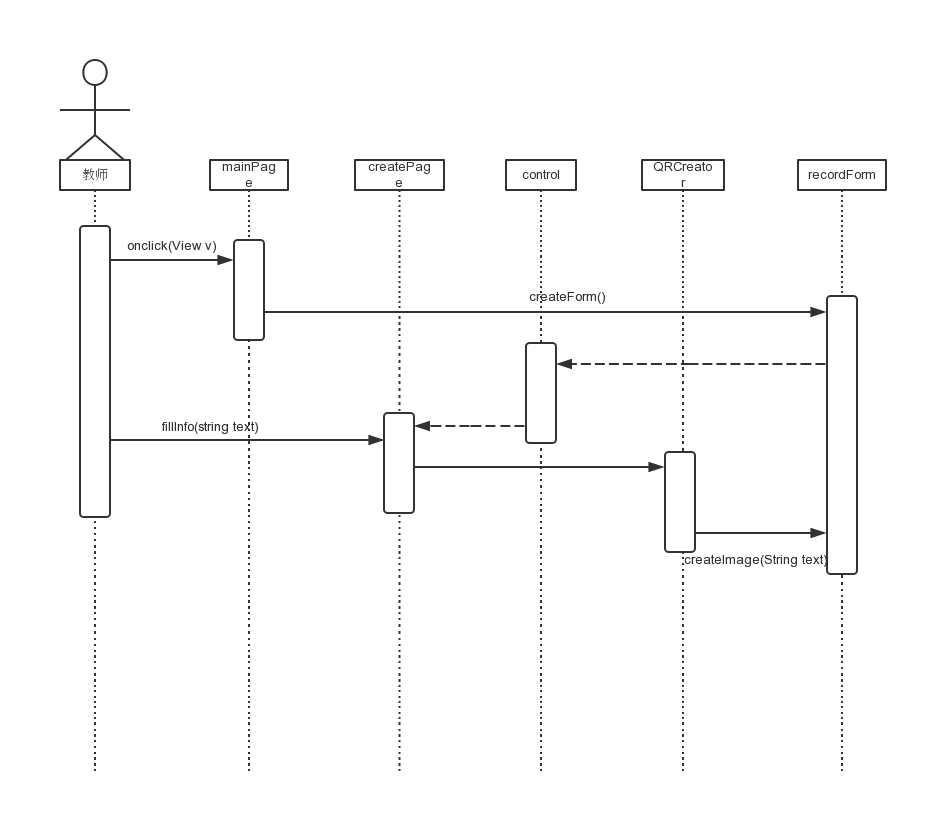 教师
mainPag
e
createPag
e
control
QRCreato
r
recordForm
onclick(View v)
createForm()
fillInfo(string text)
createImage(String text)